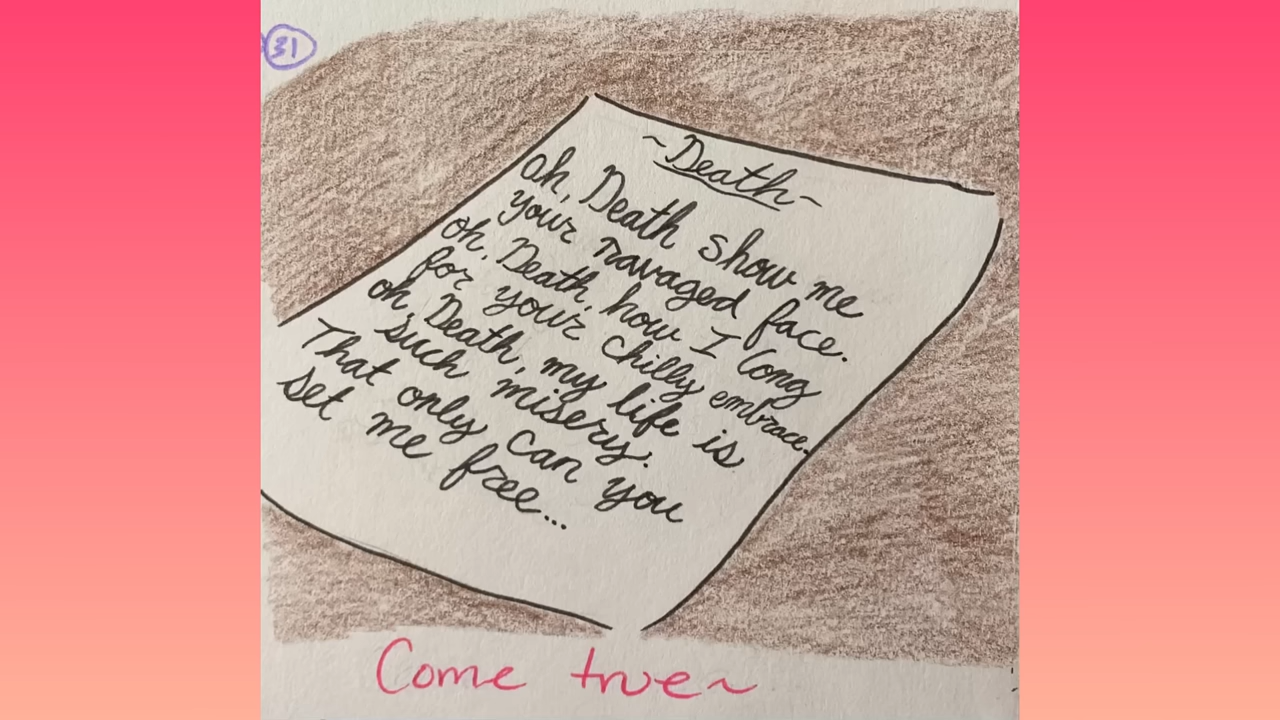 31
~Death~
Oh, Death show me
your ravaged face.
Oh, Death, how I long
for your chilly embrace.
Oh, Death, my life is
such misery.
That only can you
set me free...
Come true~